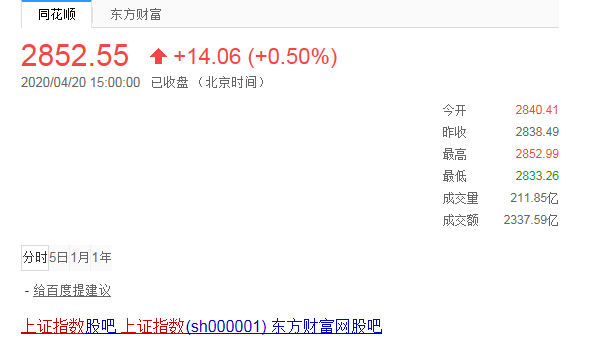 同花顺 东方财富
2852.55 +14.06 (+0.50%)
2020/04/20 15:00:00 已收盘 （北京时间）
今开 2840.41
昨收 2838.49
最高 2852.99
最低 2833.26
成交量 211.85亿
成交额 2337.59亿
分时 5日 1月 1年
- 给百度提建议
上证指数股吧_上证指数(sh000001)_东方财富网股吧